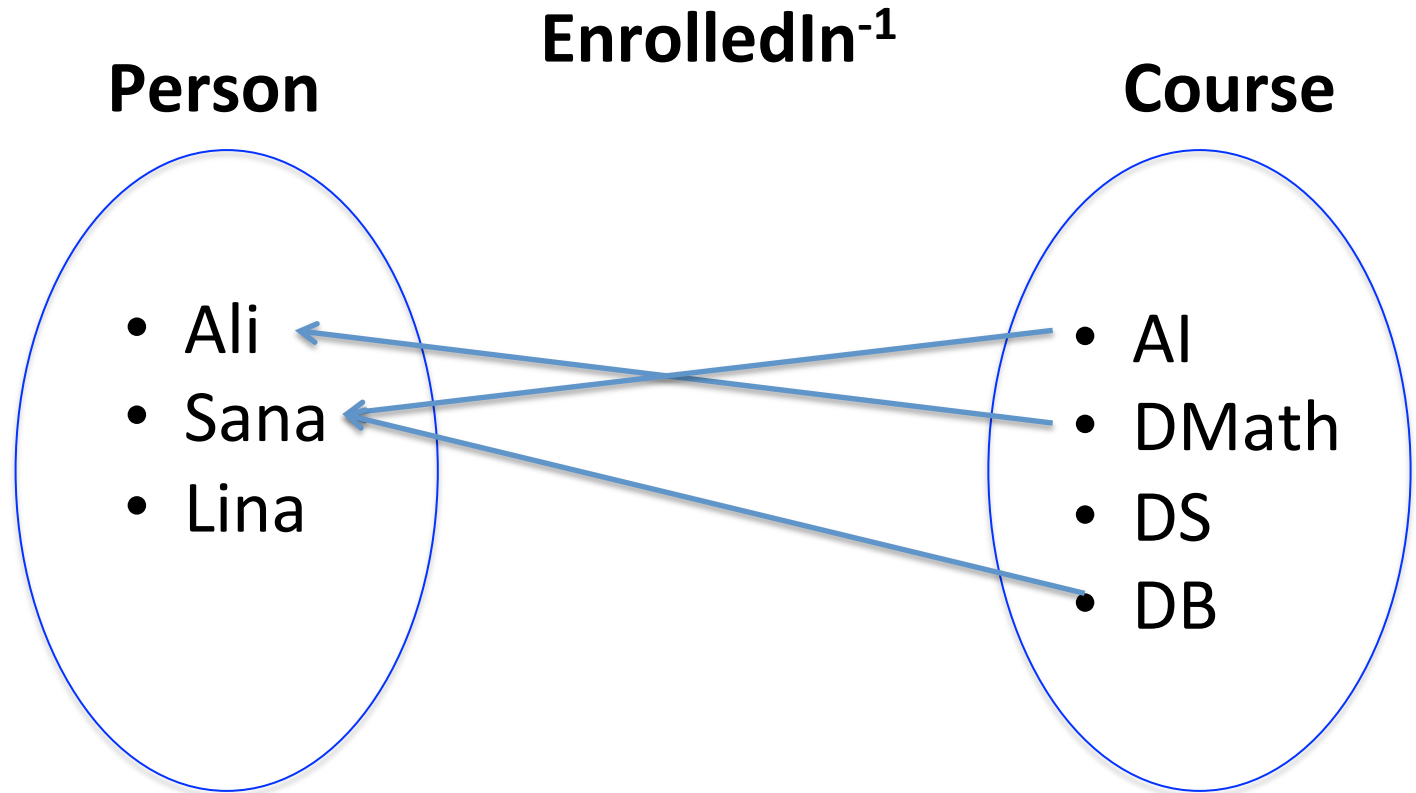 EnrolledIn-1
Person
Course
• Ali
• Sana
• Lina
• AI
• DMath
• DS
• DB